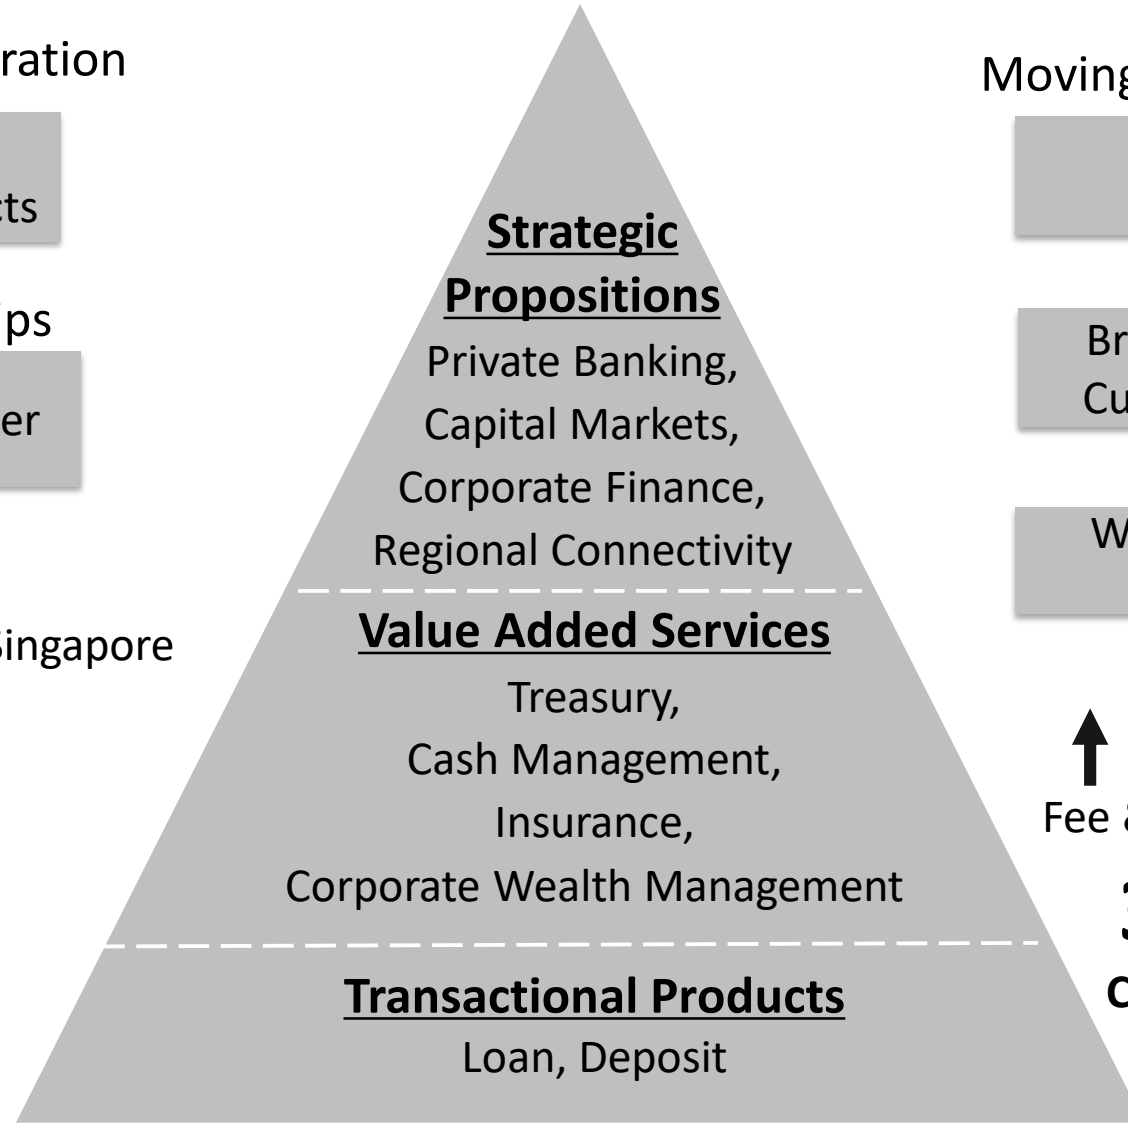 ration
cts
ips
er
Singapore
Strategic
Propositions
Private Banking,
Capital Markets,
Corporate Finance,
Regional Connectivity
Value Added Services
Treasury,
Cash Management,
Insurance,
Corporate Wealth Management
Transactional Products
Loan, Deposit
Moving
Br
Cu
W
Fee &